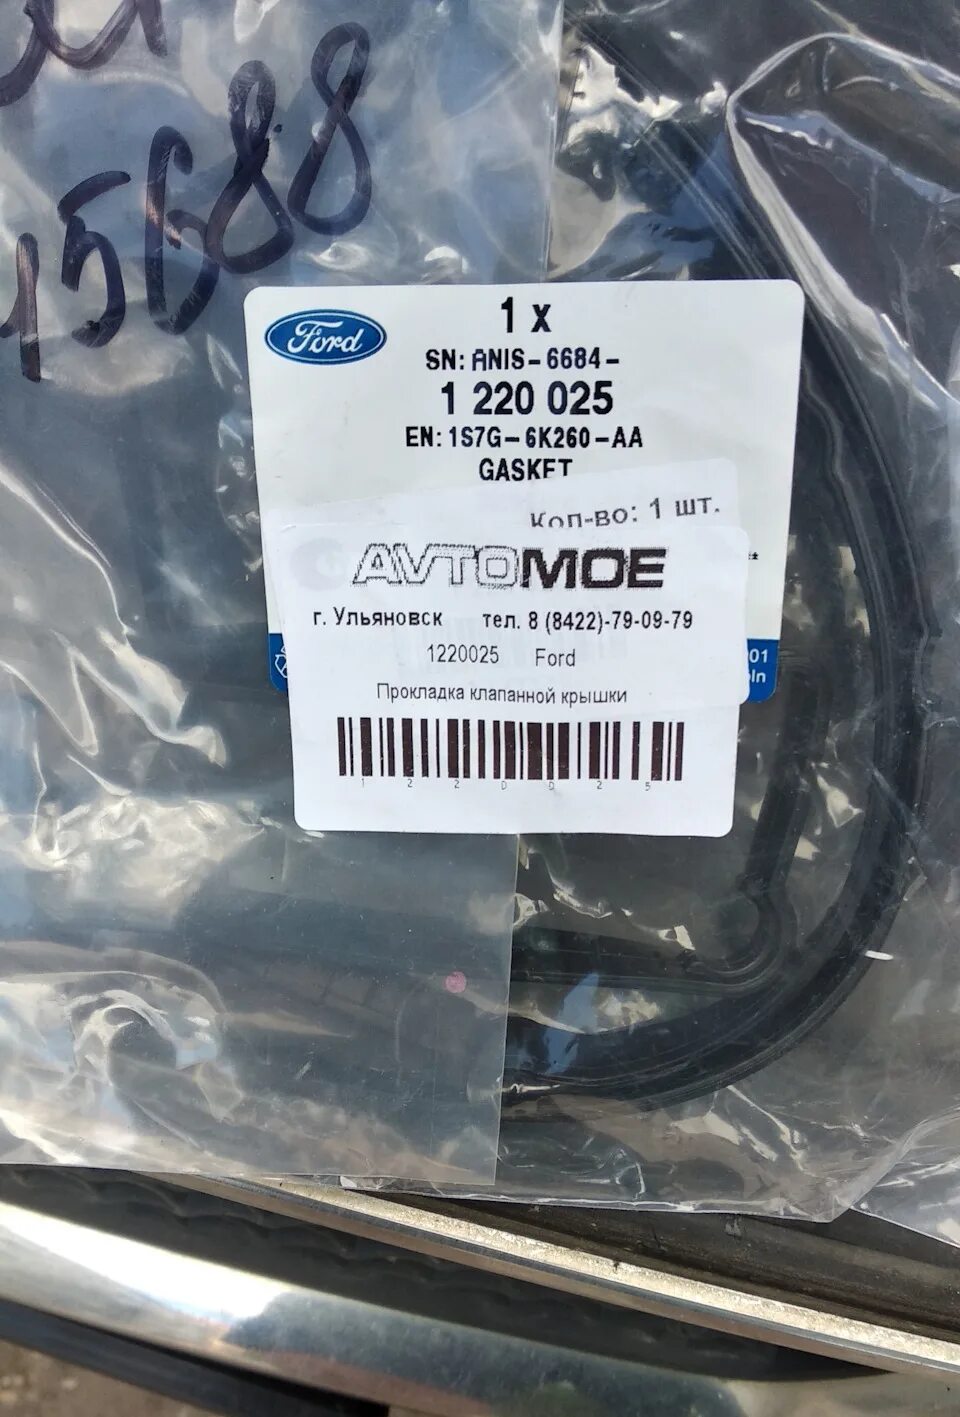 15688
Ford
1 x
SN: ANIS-6684-
1 220 025
EN: 1S7G-6K260-AA
GASKET
Кол-во: 1 шт.
AVTOMOE
г. Ульяновск тел. 8 (8422)-79-09-79
1220025 Ford
Прокладка клапанной крышки
1 2 2 0 0 2 5